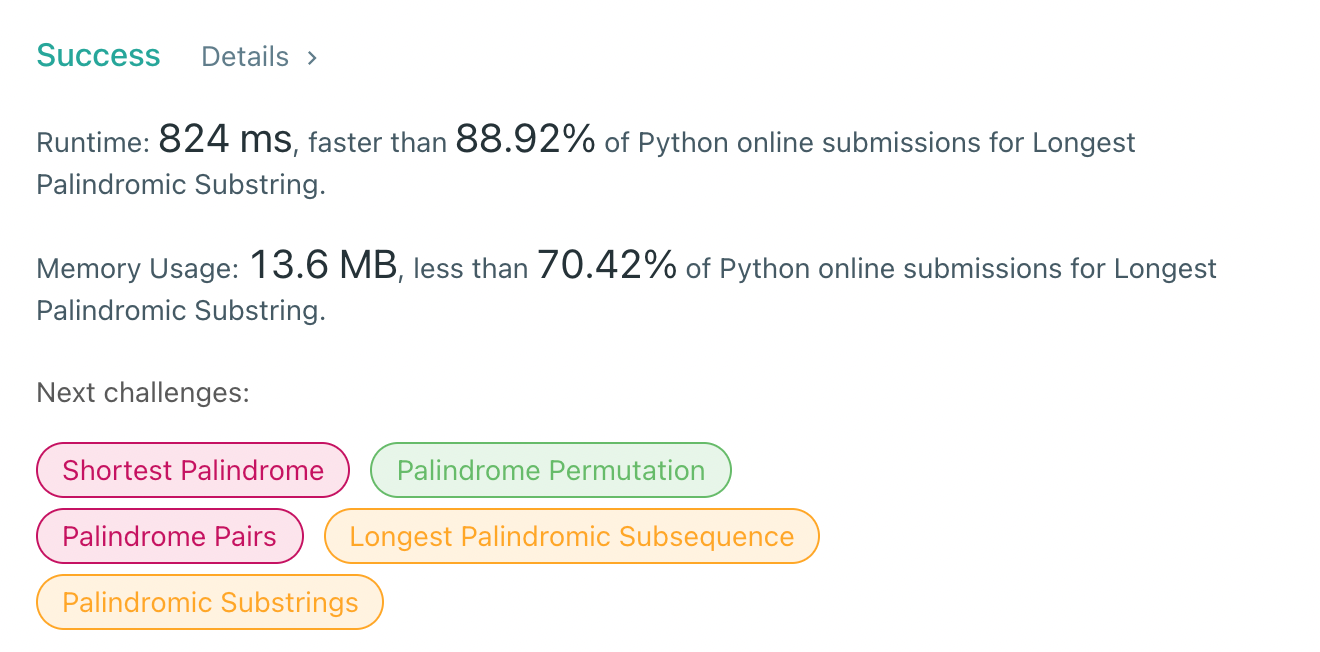 Success Details >
Runtime: 824 ms, faster than 88.92% of Python online submissions for Longest
Palindromic Substring.
Memory Usage: 13.6 MB, less than 70.42% of Python online submissions for Longest
Palindromic Substring.
Next challenges:
Shortest Palindrome Palindrome Permutation
Palindrome Pairs Longest Palindromic Subsequence
Palindromic Substrings